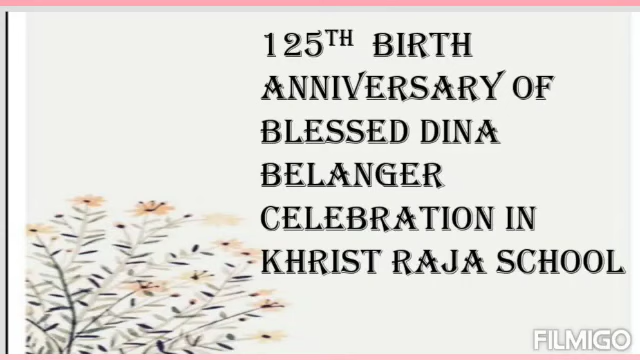 125TH BIRTH
ANNIVERSARY OF
BLESSED DINA
BELANGER
CELEBRATION IN
KHRIST RAJA SCHOOL
FILMIGO